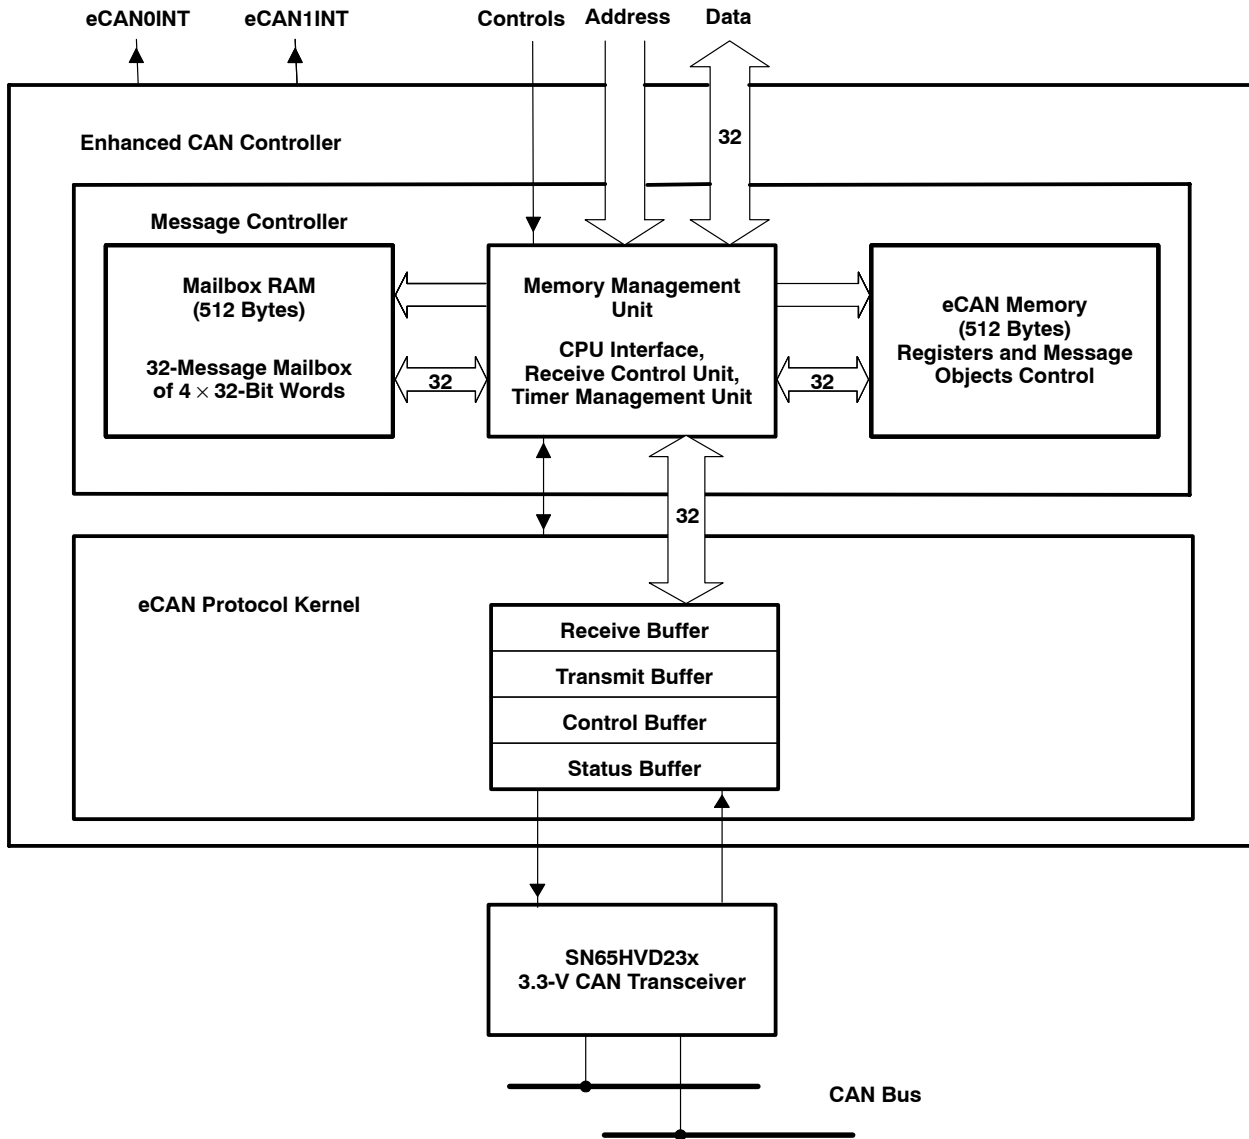 eCAN0INT
eCAN1INT
Controls
Address
Data
32
Enhanced CAN Controller
Message Controller
Mailbox RAM
(512 Bytes)
32-Message Mailbox
of 4 × 32-Bit Words
32
Memory Management
Unit
CPU Interface,
Receive Control Unit,
Timer Management Unit
32
eCAN Memory
(512 Bytes)
Registers and Message
Objects Control
32
eCAN Protocol Kernel
Receive Buffer
Transmit Buffer
Control Buffer
Status Buffer
SN65HVD23x
3.3-V CAN Transceiver
CAN Bus